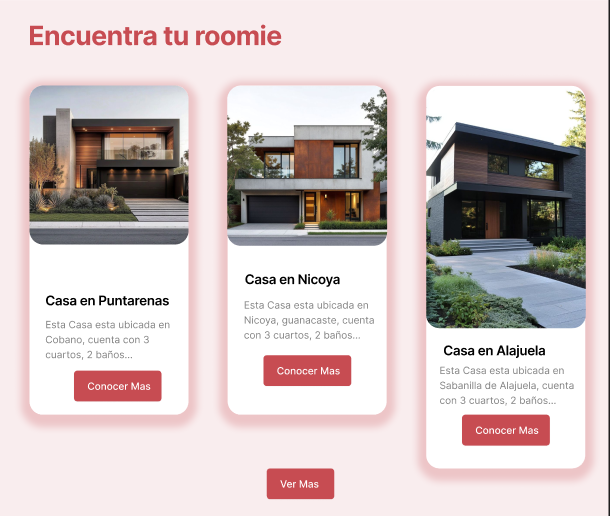 Encuentra tu roomie
Casa en Puntarenas
Esta Casa esta ubicada en
Cobano, cuenta con 3
cuartos, 2 baños...
Conocer Mas
Casa en Nicoya
Esta Casa esta ubicada en
Nicoya, guanacaste, cuenta
con 3 cuartos, 2 baños...
Conocer Mas
Casa en Alajuela
Esta Casa esta ubicada en
Sabanilla de Alajuela, cuenta
con 3 cuartos, 2 baños...
Conocer Mas
Ver Mas